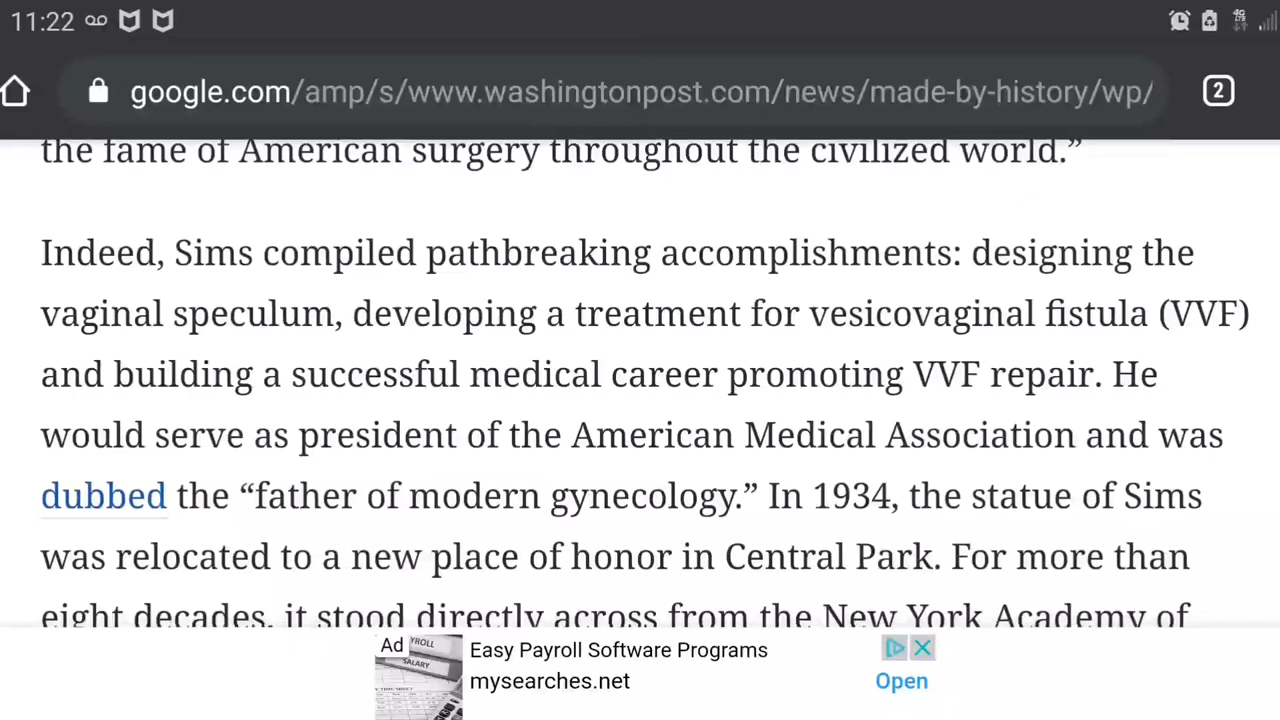 11:22
4G LTE
google.com/amp/s/www.washingtonpost.com/news/made-by-history/wp/
2
the fame of American surgery throughout the civilized world.”
Indeed, Sims compiled pathbreaking accomplishments: designing the
vaginal speculum, developing a treatment for vesicovaginal fistula (VVF)
and building a successful medical career promoting VVF repair. He
would serve as president of the American Medical Association and was
dubbed the “father of modern gynecology.” In 1934, the statue of Sims
was relocated to a new place of honor in Central Park. For more than
eight decades, it stood directly across from the New York Academy of
Ad
YROLL
SALARY
Easy Payroll Software Programs
mysearches.net
Open